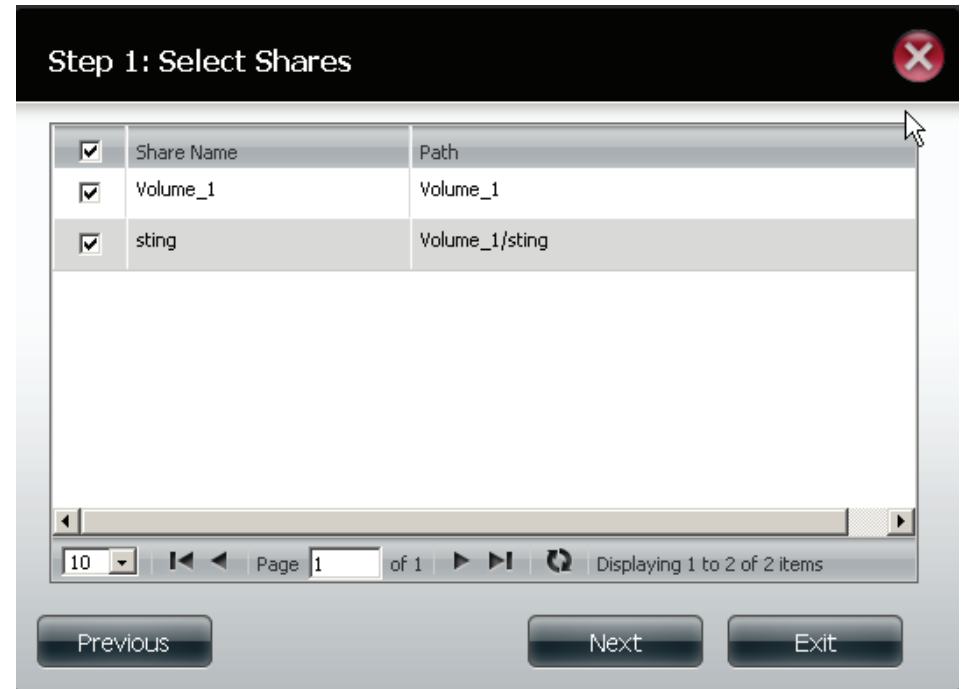 Step 1: Select Shares
Share Name Path
Volume_1 Volume_1
sting Volume_1/sting
10 Page 1 of 1 Displaying 1 to 2 of 2 items
Previous Next Exit